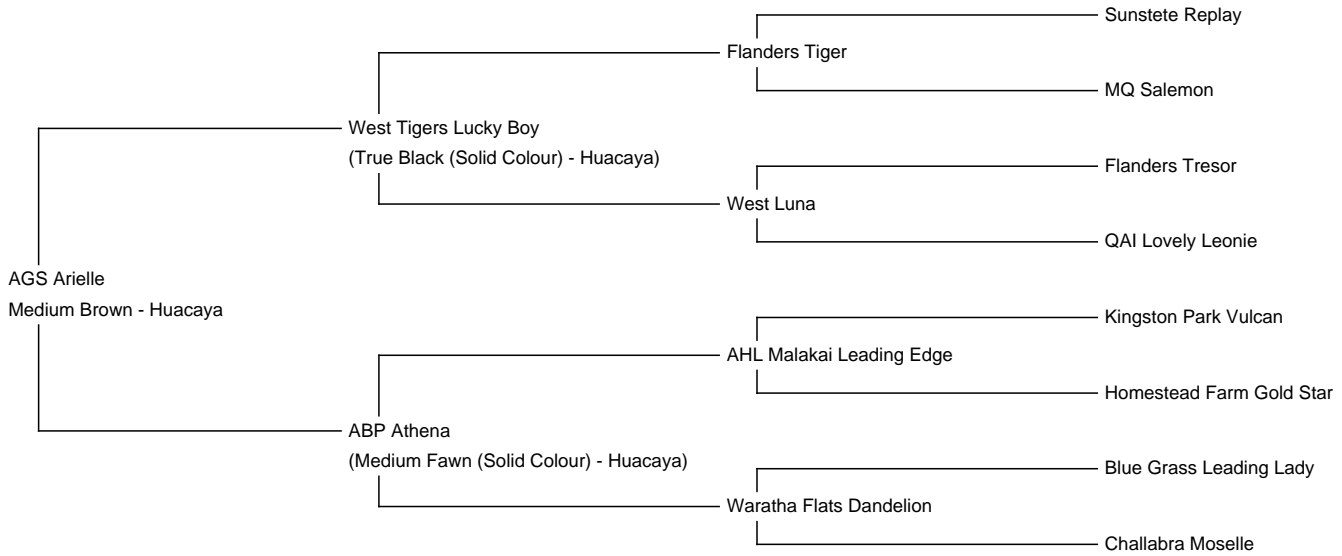 Sunstete Replay
Flanders Tiger
MQ Salemon
West Tigers Lucky Boy
(True Black (Solid Colour) - Huacaya)
Flanders Tresor
West Luna
QAI Lovely Leonie
AGS Arielle
Medium Brown - Huacaya
Kingston Park Vulcan
AHL Malakai Leading Edge
Homestead Farm Gold Star
ABP Athena
(Medium Fawn (Solid Colour) - Huacaya)
Blue Grass Leading Lady
Waratha Flats Dandelion
Challabra Moselle